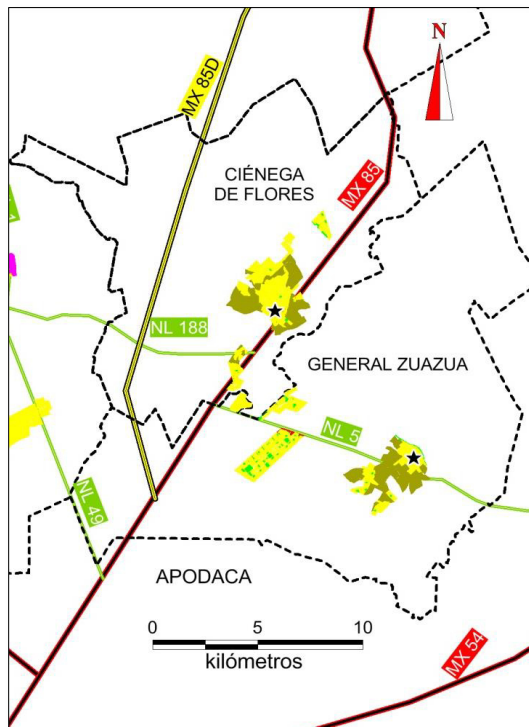 N
MX 85D
CIÉNEGA
DE FLORES
MX 85
NL 188
GENERAL ZUAZUA
NL 5
NL 49
APODACA
0 5 10
kilómetros
MX 54